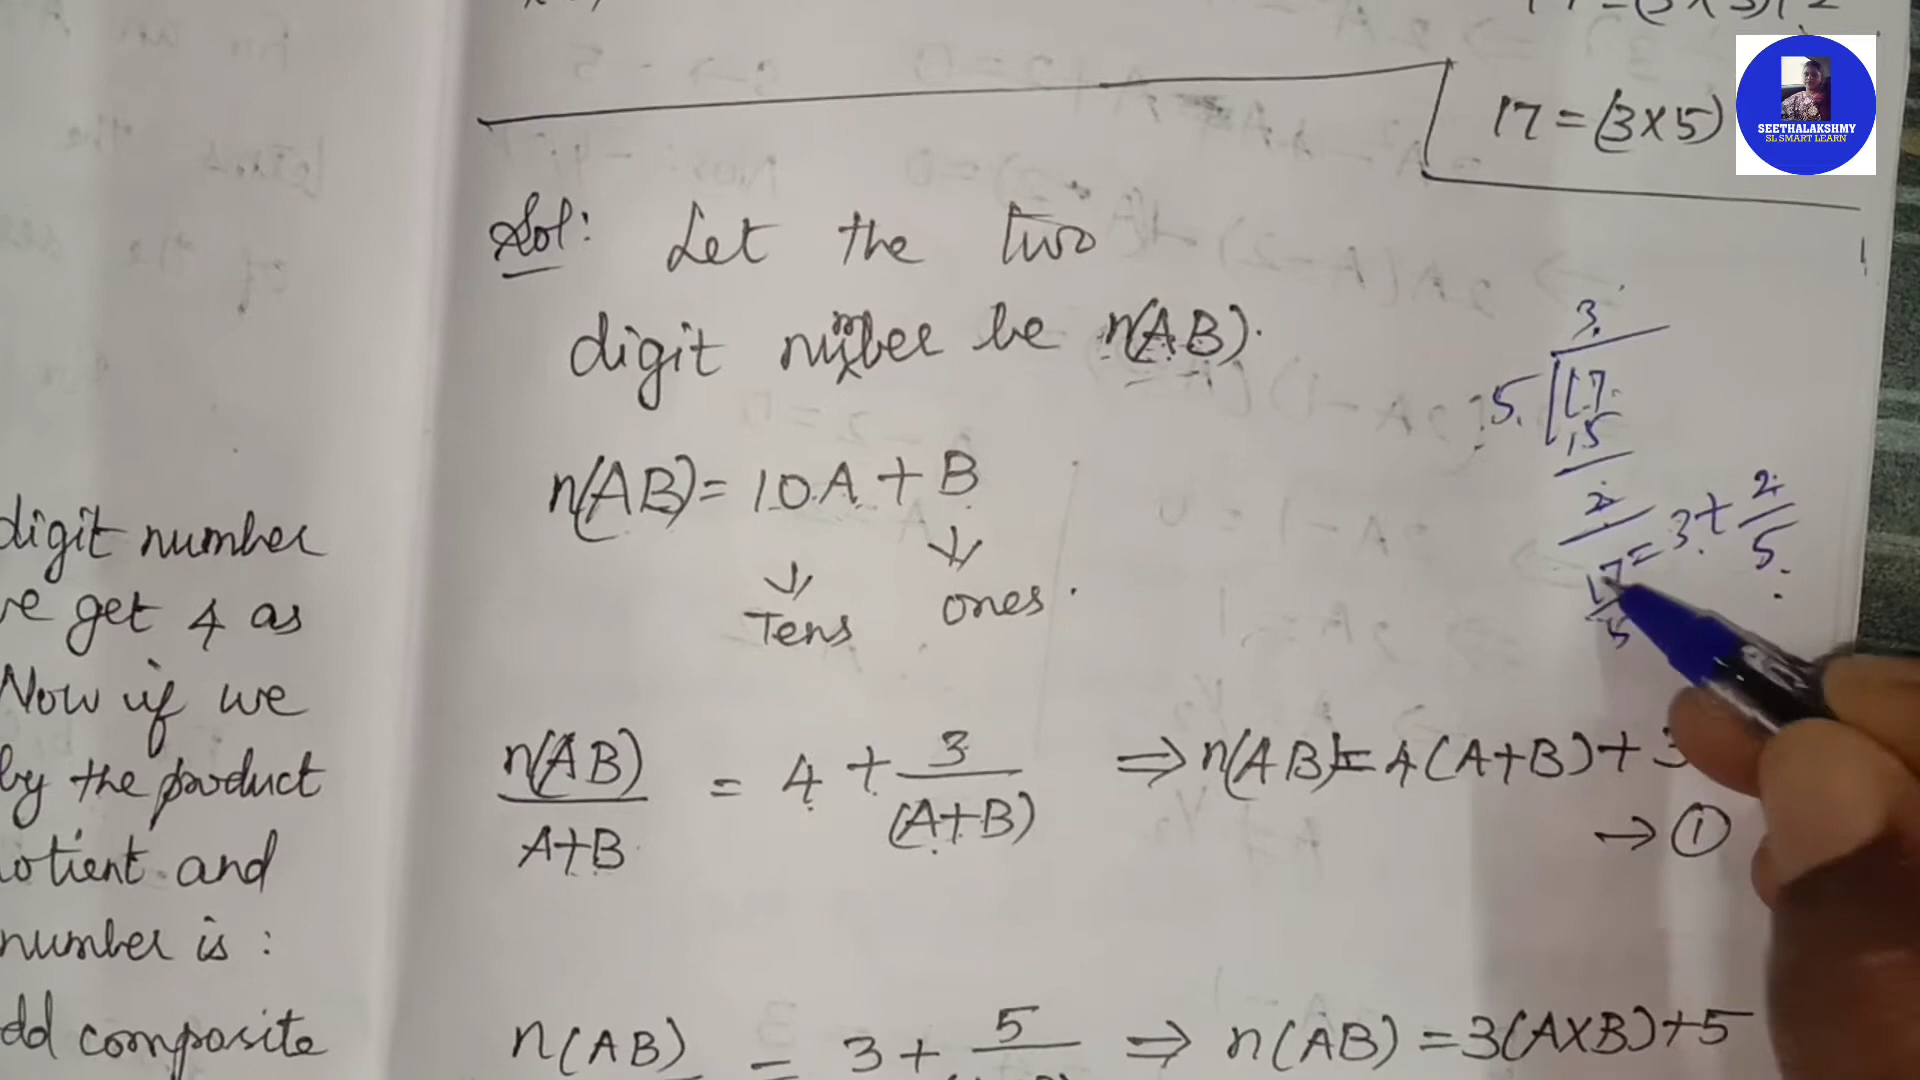 17 = (3×5)
SEETHALAKSHMY
SL SMART LEARN
Sol: Let the two
digit number be n(AB).
n(AB) = 10A + B
Tens
ones.
3
5 17
15
2
17/5 = 3 + 2/5
n(AB)/A+B = 4 + 3/(A+B) ⇒ n(AB) = 4(A+B) + 3
→ ①
n(AB) = 3 + 5 ⇒ n(AB) = 3(A×B)+5
digit number
get 4 as
Now if we
by the product
and
number is :
composite